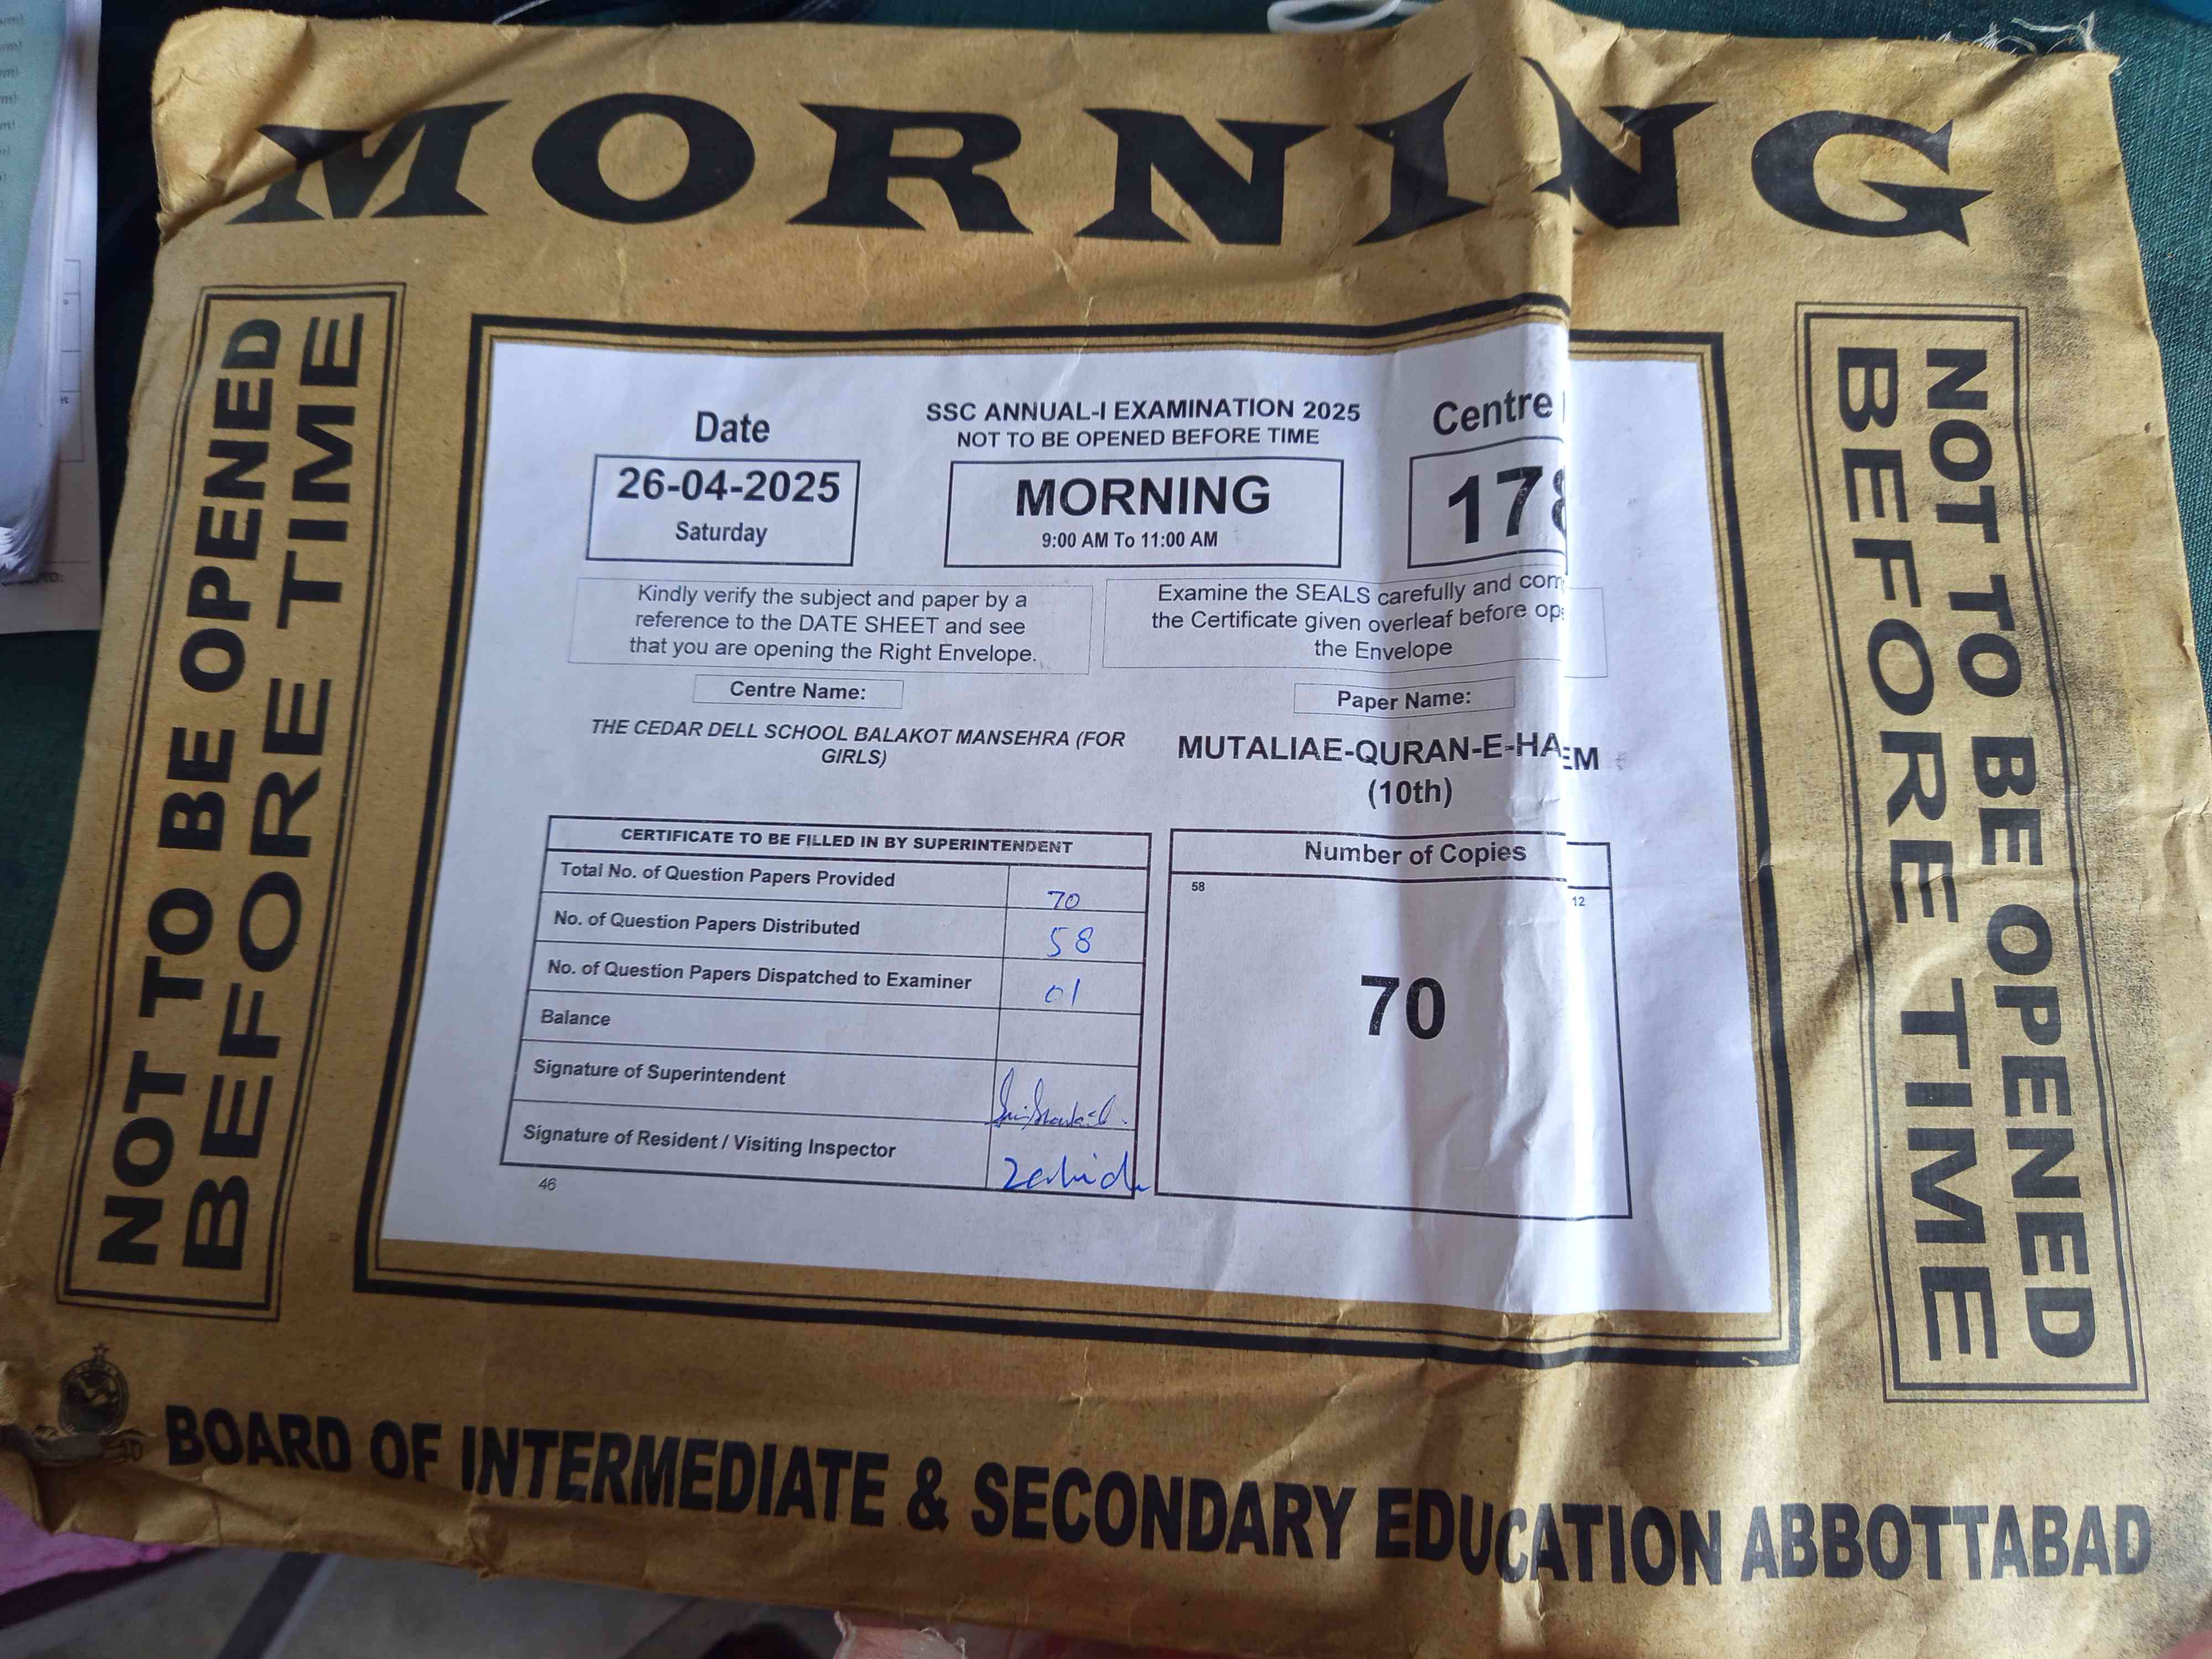 MORNING
NOT TO BE OPENED
BEFORE TIME
Date
26-04-2025
Saturday
SSC ANNUAL-I EXAMINATION 2025
NOT TO BE OPENED BEFORE TIME
MORNING
9:00 AM To 11:00 AM
Centre
Kindly verify the subject and paper by a
reference to the DATE SHEET and see
that you are opening the Right Envelope.
Examine the SEALS carefully and
the Certificate given overleaf before
the Envelope
Centre Name:
THE CEDAR DELL SCHOOL BALAKOT MANSEHRA (FOR
GIRLS)
Paper Name:
MUTALIAE-QURAN-E-
(10th)
CERTIFICATE TO BE FILLED IN BY SUPERINTENDENT
Total No. of Question Papers Provided 70
No. of Question Papers Distributed 58
No. of Question Papers Dispatched to Examiner 01
Balance
Signature of Superintendent
Signature of Resident / Visiting Inspector Zahid
46
Number of Copies
58 12
70
NOT TO BE OPENED
BEFORE TIME
BOARD OF INTERMEDIATE & SECONDARY EDUCATION ABBOTTABAD